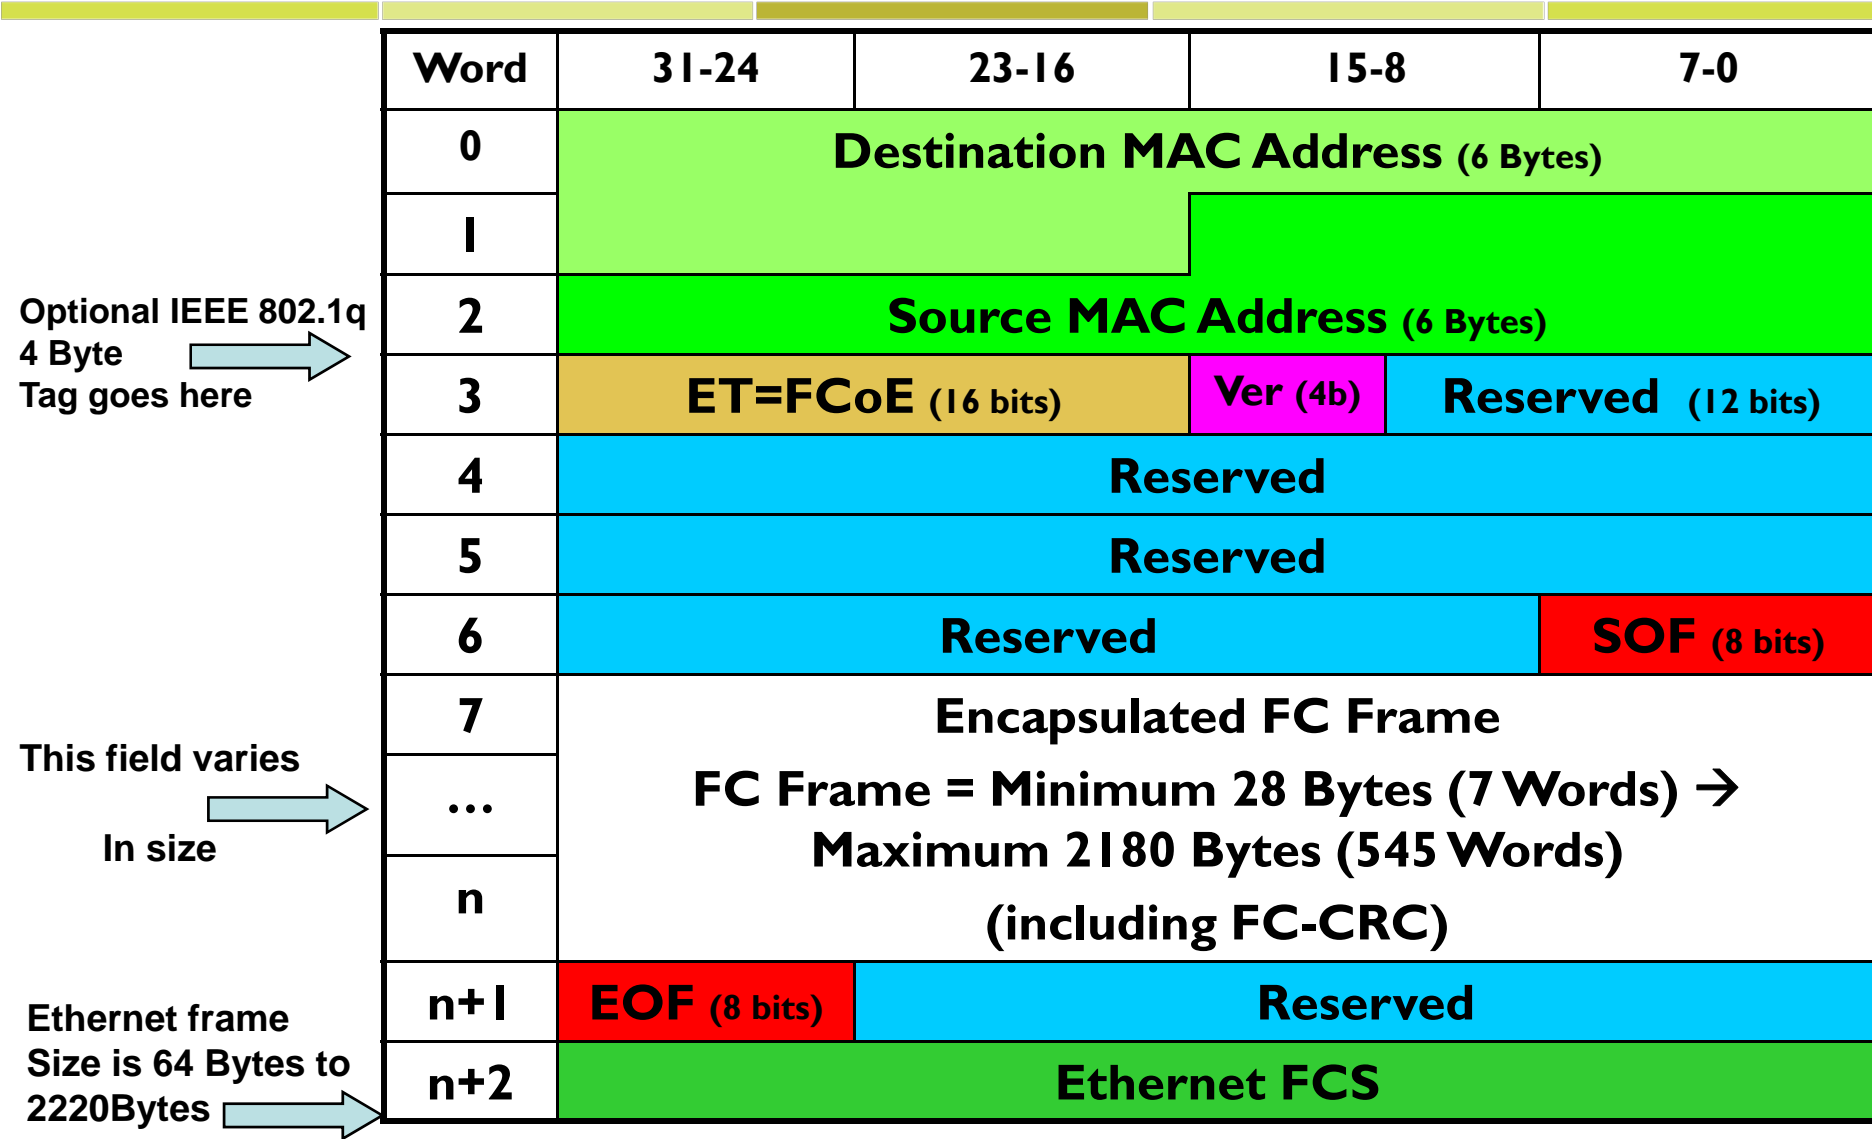 Word 31-24 23-16 15-8 7-0
0 Destination MAC Address (6 Bytes)
1
Optional IEEE 802.1q
4 Byte
Tag goes here
2 Source MAC Address (6 Bytes)
3 ET=FCoE (16 bits) Ver (4b) Reserved (12 bits)
4 Reserved
5 Reserved
6 Reserved SOF (8 bits)
7 Encapsulated FC Frame
This field varies
In size
... FC Frame = Minimum 28 Bytes (7 Words) →
Maximum 2180 Bytes (545 Words)
n (including FC-CRC)
n+1 EOF (8 bits) Reserved
Ethernet frame
Size is 64 Bytes to
2220Bytes
n+2 Ethernet FCS